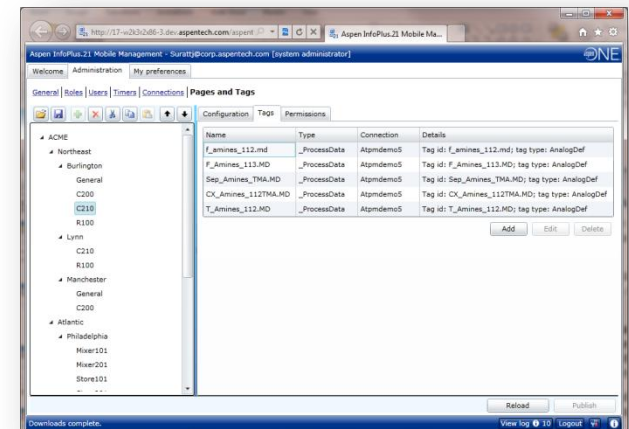 http://17-w2k3r2x86-3.dev.aspentech.com/aspent
Aspen InfoPlus.21 Mobile Ma...
Aspen InfoPlus.21 Mobile Management - Surattj@corp.aspentech.com [system administrator]
ONE
Welcome Administration My preferences
General | Roles | Users | Timers | Connections | Pages and Tags
Configuration Tags Permissions
ACME
Northeast
Burlington
General
C200
C210
R100
Lynn
C210
R100
Manchester
General
C200
Atlantic
Philadelphia
Mixer101
Mixer201
Store101
Name Type Connection Details
f_amines_112.md _ProcessData Atpmdemo5 Tag id: f_amines_112.md; tag type: AnalogDef
F_Amines_113.MD _ProcessData Atpmdemo5 Tag id: F_Amines_113.MD; tag type: AnalogDef
Sep_Amines_TMA.MD _ProcessData Atpmdemo5 Tag id: Sep_Amines_TMA.MD; tag type: AnalogDef
CX_Amines_112TMA.MD _ProcessData Atpmdemo5 Tag id: CX_Amines_112TMA.MD; tag type: AnalogDef
T_Amines_112.MD _ProcessData Atpmdemo5 Tag id: T_Amines_112.MD; tag type: AnalogDef
Add Edit Delete
Reload Publish
Downloads complete. View log 10 Logout